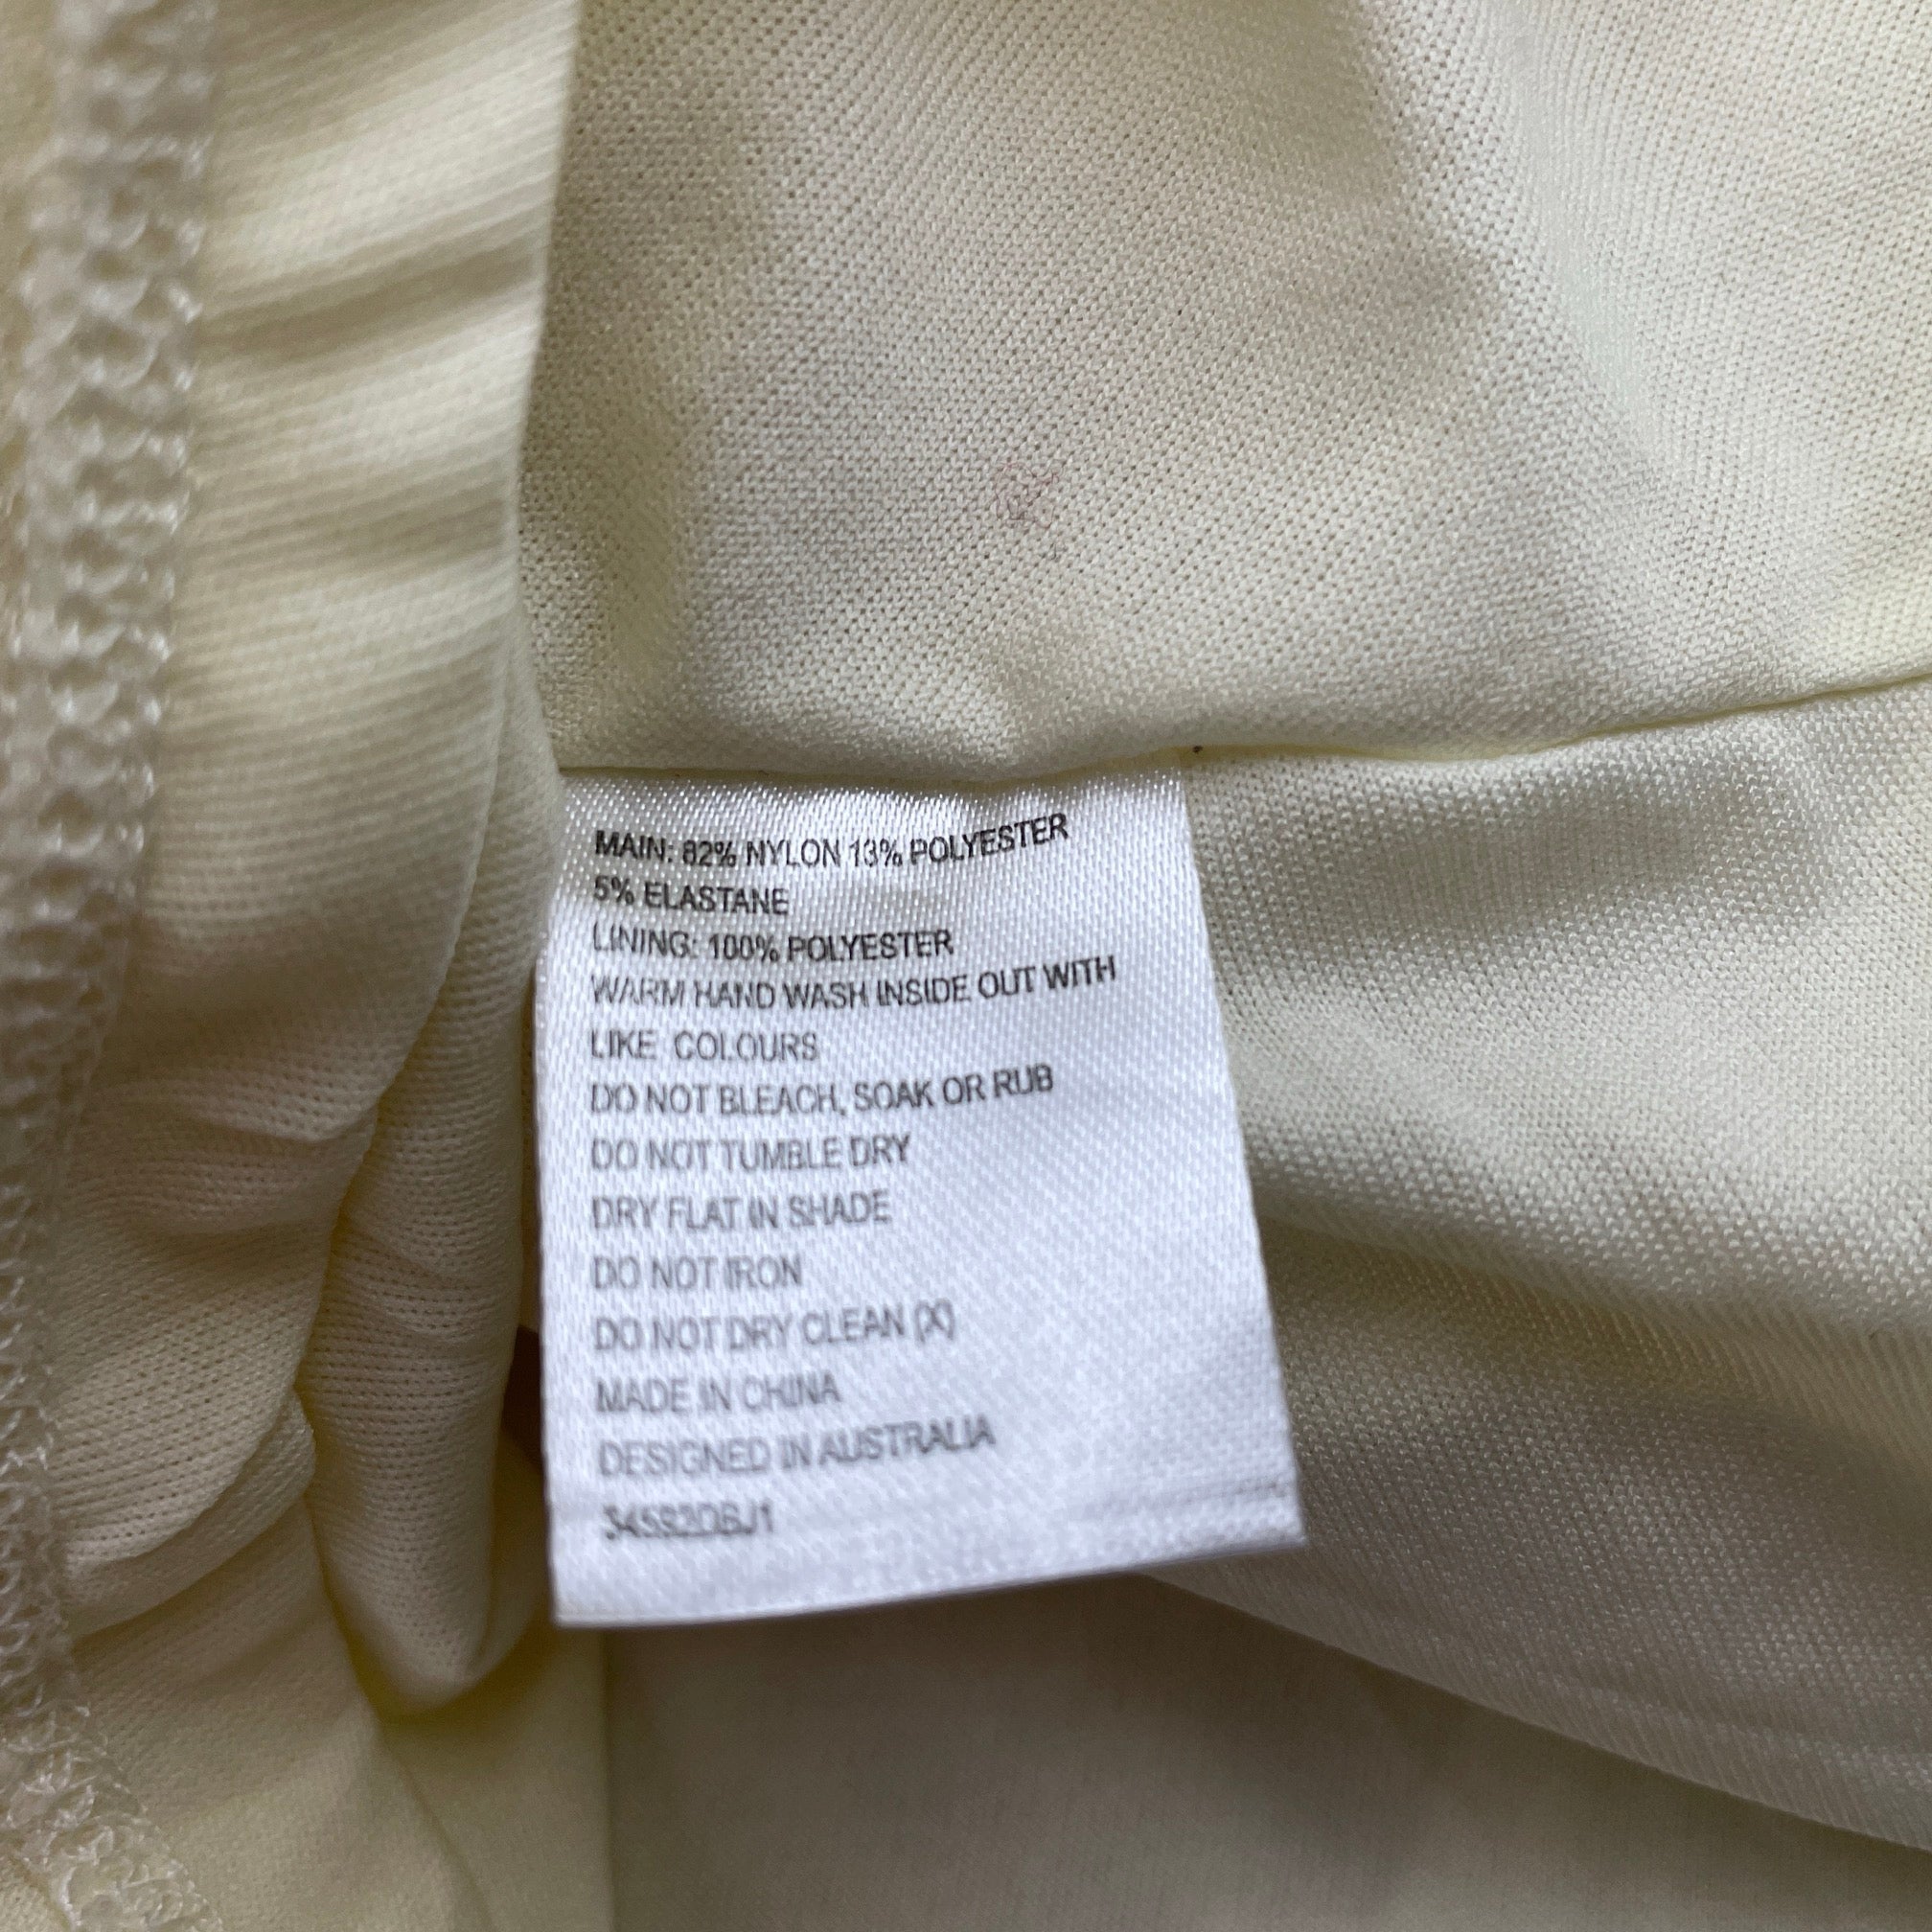 MAIN: 82% NYLON 13% POLYESTER
5% ELASTANE
LINING: 100% POLYESTER
WARM HAND WASH INSIDE OUT WITH
LIKE COLOURS
DO NOT BLEACH, SOAK OR RUB
DO NOT TUMBLE DRY
DRY FLAT IN SHADE
DO NOT IRON
DO NOT DRY CLEAN (X)
MADE IN CHINA
DESIGNED IN AUSTRALIA